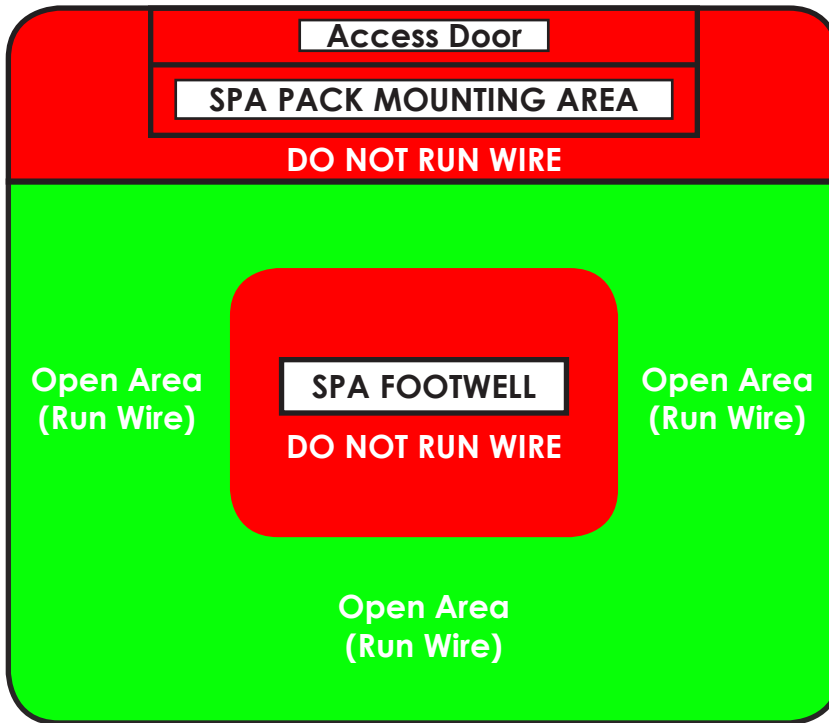 Access Door
SPA PACK MOUNTING AREA
DO NOT RUN WIRE
Open Area
(Run Wire)
SPA FOOTWELL
DO NOT RUN WIRE
Open Area
(Run Wire)
Open Area
(Run Wire)